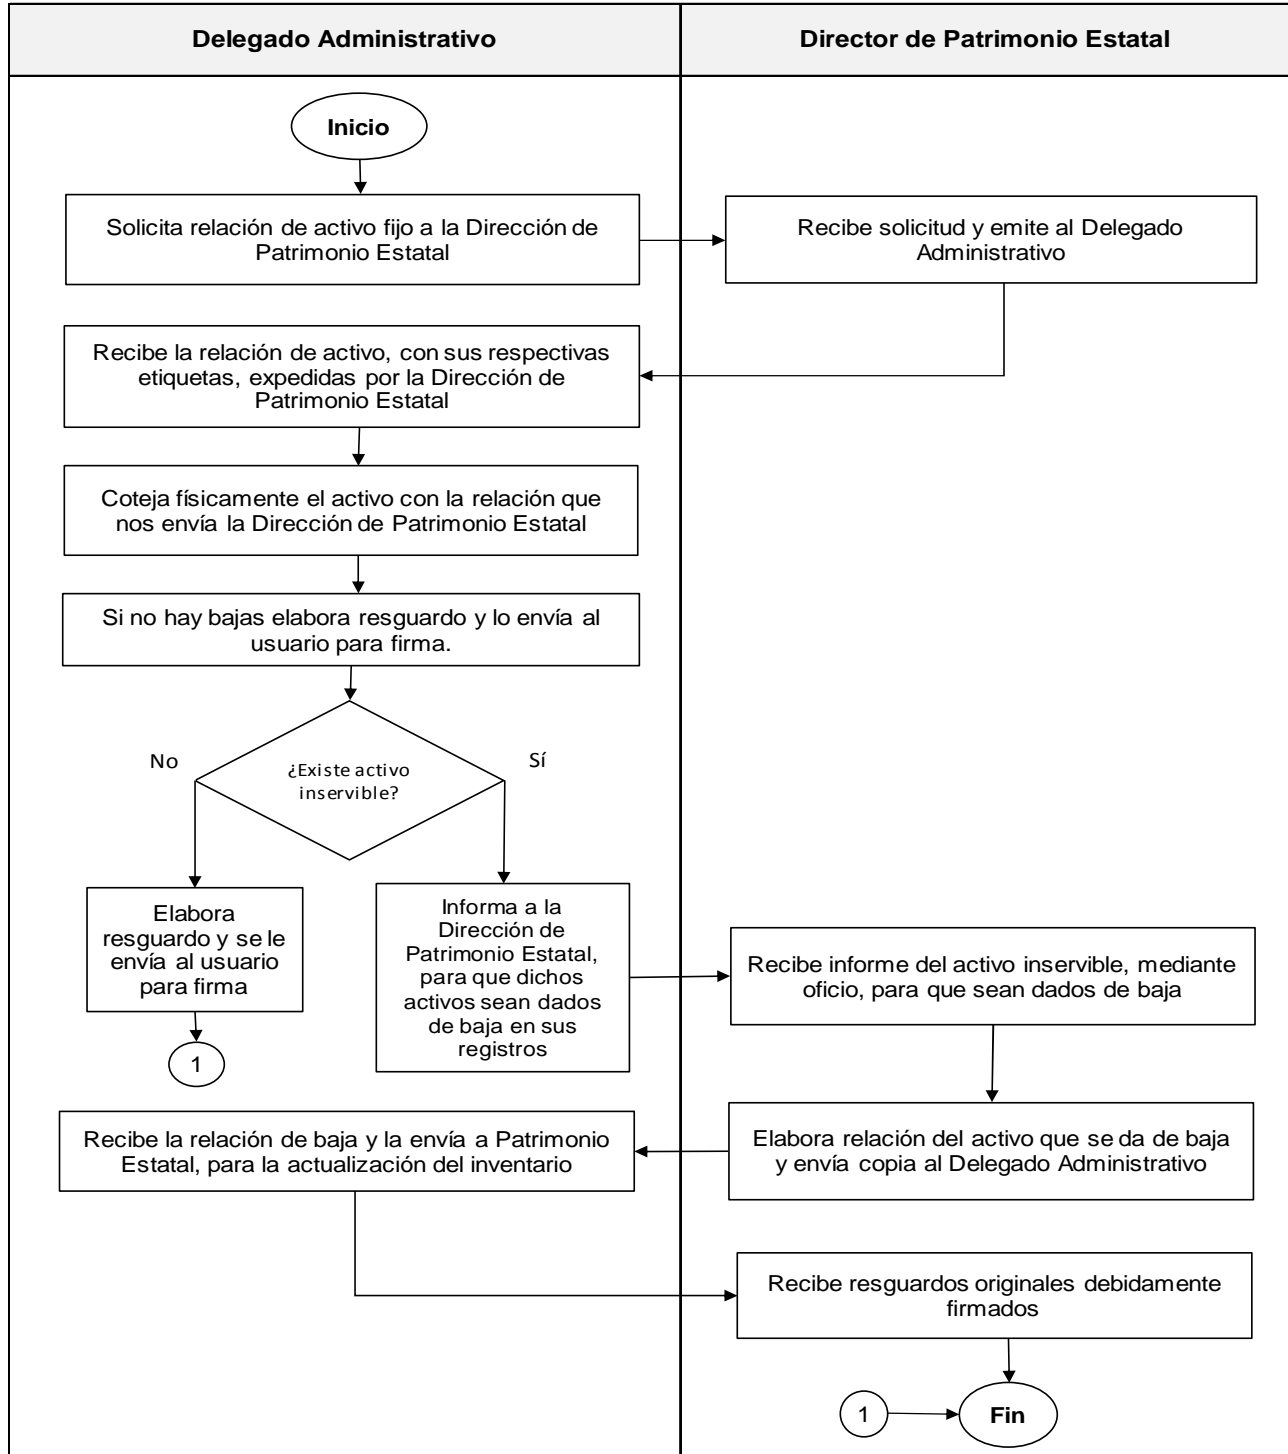 Delegado Administrativo
Director de Patrimonio Estatal
Inicio
Solicita relación de activo fijo a la Dirección de
Patrimonio Estatal
Recibe solicitud y emite al Delegado
Administrativo
Recibe la relación de activo, con sus respectivas
etiquetas, expedidas por la Dirección de
Patrimonio Estatal
Coteja físicamente el activo con la relación que
nos envía la Dirección de Patrimonio Estatal
Si no hay bajas elabora resguardo y lo envía al
usuario para firma.
No
¿Existe activo
inservible?
Sí
Elabora
resguardo y se le
envía al usuario
para firma
1
Informa a la
Dirección de
Patrimonio Estatal,
para que dichos
activos sean dados
de baja en sus
registros
Recibe informe del activo inservible, mediante
oficio, para que sean dados de baja
Elabora relación del activo que se da de baja
y envía copia al Delegado Administrativo
Recibe la relación de baja y la envía a Patrimonio
Estatal, para la actualización del inventario
Recibe resguardos originales debidamente
firmados
1
Fin